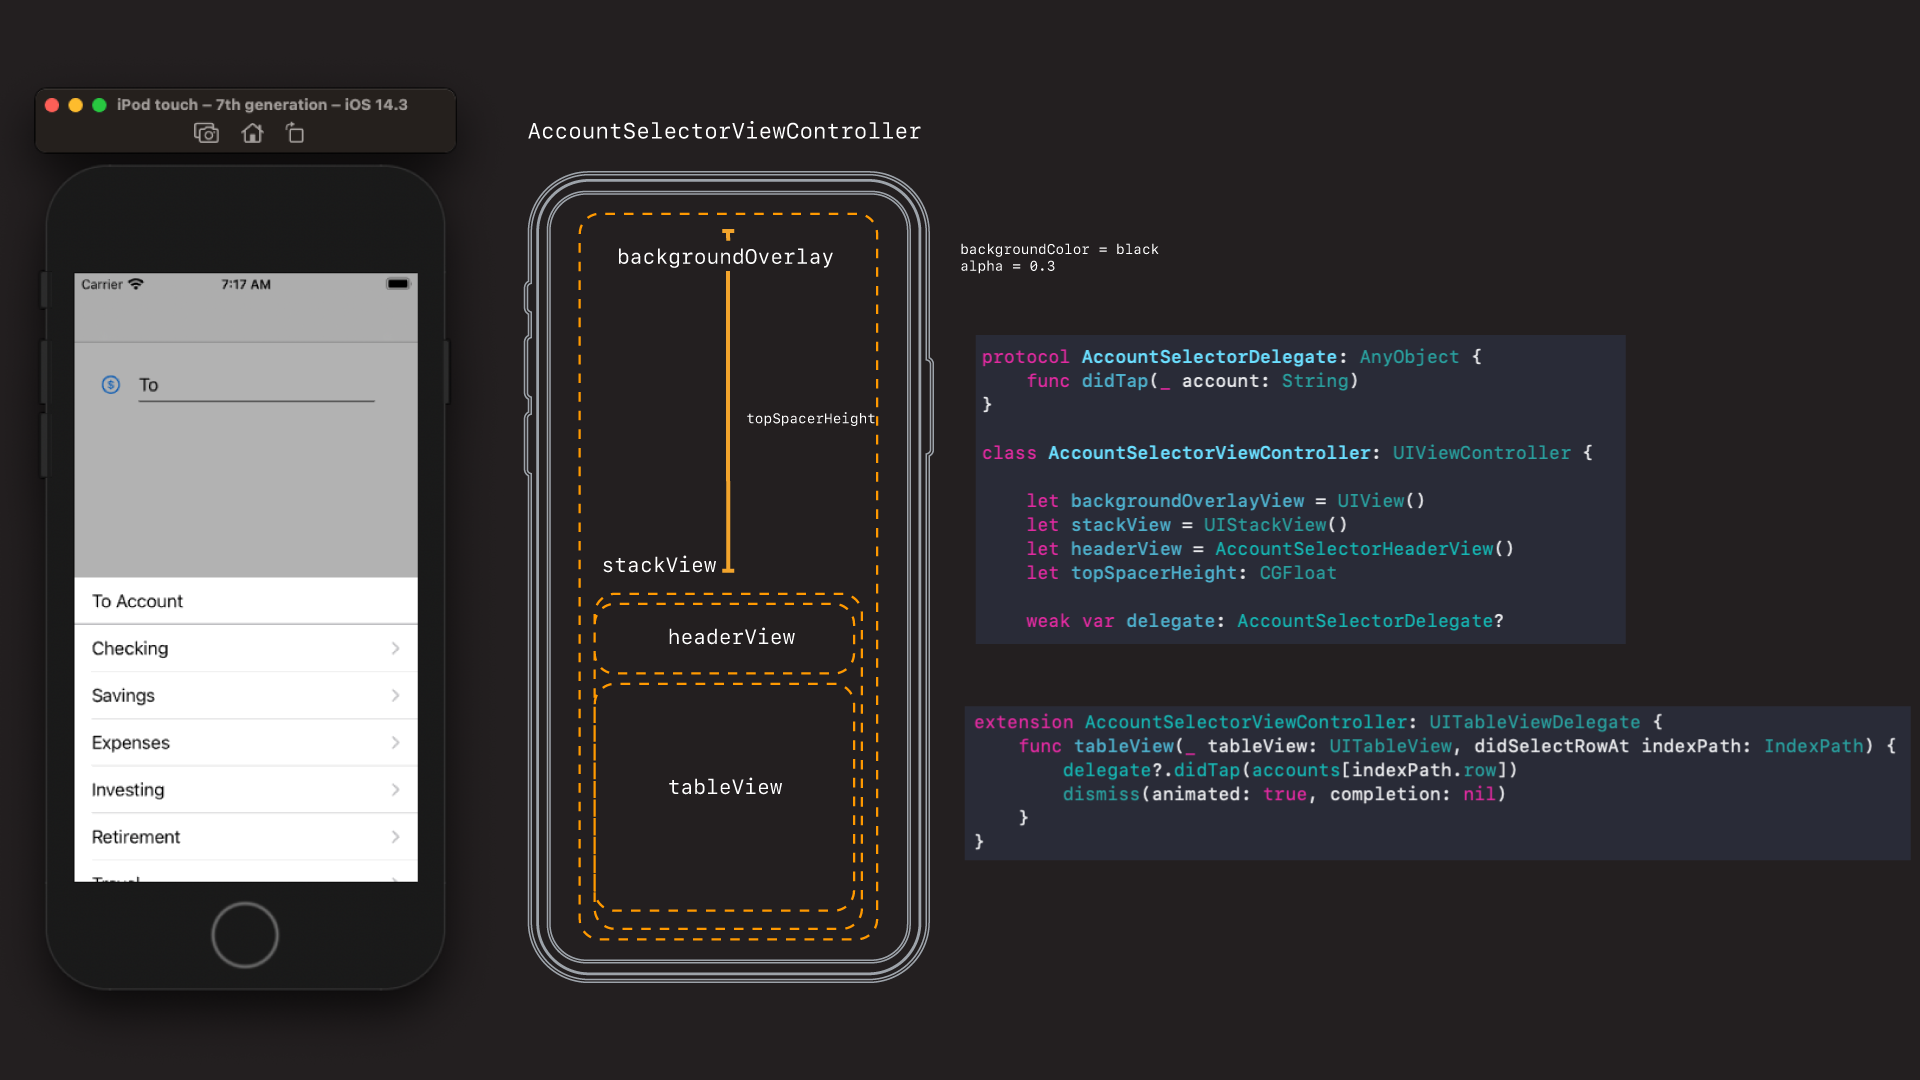 iPod touch – 7th generation – iOS 14.3
Carrier
7:17 AM
To
To Account
Checking
Savings
Expenses
Investing
Retirement
Travel
AccountSelectorViewController
backgroundOverlay
topSpacerHeight
stackView
headerView
tableView
backgroundColor = black
alpha = 0.3
protocol AccountSelectorDelegate: AnyObject {
    func didTap(_ account: String)
}
class AccountSelectorViewController: UIViewController {
    let backgroundOverlayView = UIView()
    let stackView = UIStackView()
    let headerView = AccountSelectorHeaderView()
    let topSpacerHeight: CGFloat
    weak var delegate: AccountSelectorDelegate?
extension AccountSelectorViewController: UITableViewDelegate {
    func tableView(_ tableView: UITableView, didSelectRowAt indexPath: IndexPath) {
        delegate?.didTap(accounts[indexPath.row])
        dismiss(animated: true, completion: nil)
    }
}